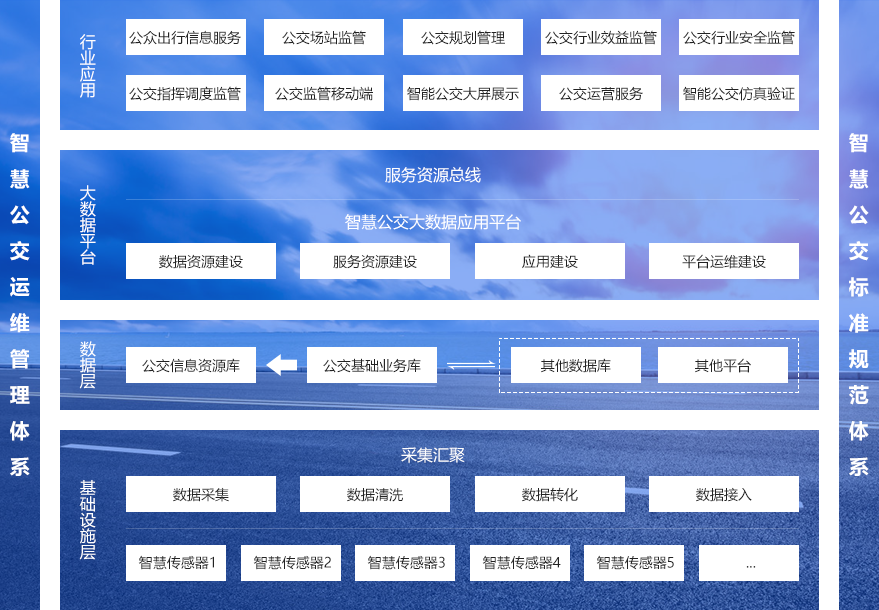 智慧公交运维管理体系
行业应用
公众出行信息服务
公交场站监管
公交规划管理
公交行业效益监管
公交行业安全监管
公交指挥调度监管
公交监管移动端
智能公交大屏展示
公交运营服务
智能公交仿真验证
大数据平台
服务资源总线
智慧公交大数据应用平台
数据资源建设
服务资源建设
应用建设
平台运维建设
数据层
公交信息资源库
公交基础业务库
其他数据库
其他平台
基础设施层
采集汇聚
数据采集
数据清洗
数据转化
数据接入
智慧传感器1
智慧传感器2
智慧传感器3
智慧传感器4
智慧传感器5
...
智慧公交标准规范体系